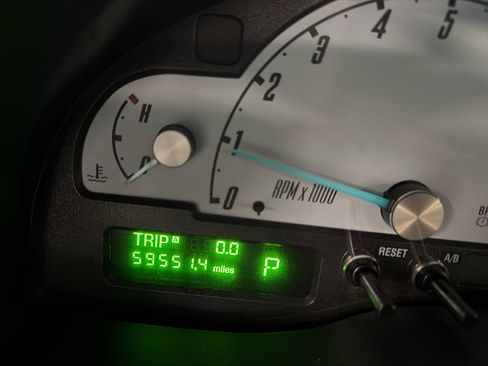 5
4
3
2
1
0
RPM x 1000
H
TRIP A 0.0
59551.4 miles
P
RESET
A/B